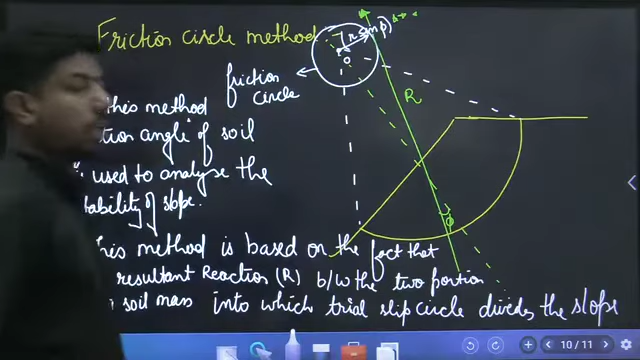 Friction circle method
(r sin φ)
O
R
friction circle
this method
angle of soil
used to analyse the
of slope.
φ
his method is based on the fact that
resultant Reaction (R) b/w the two portion
soil mass into which trial slip circle divides the slope
10 / 11